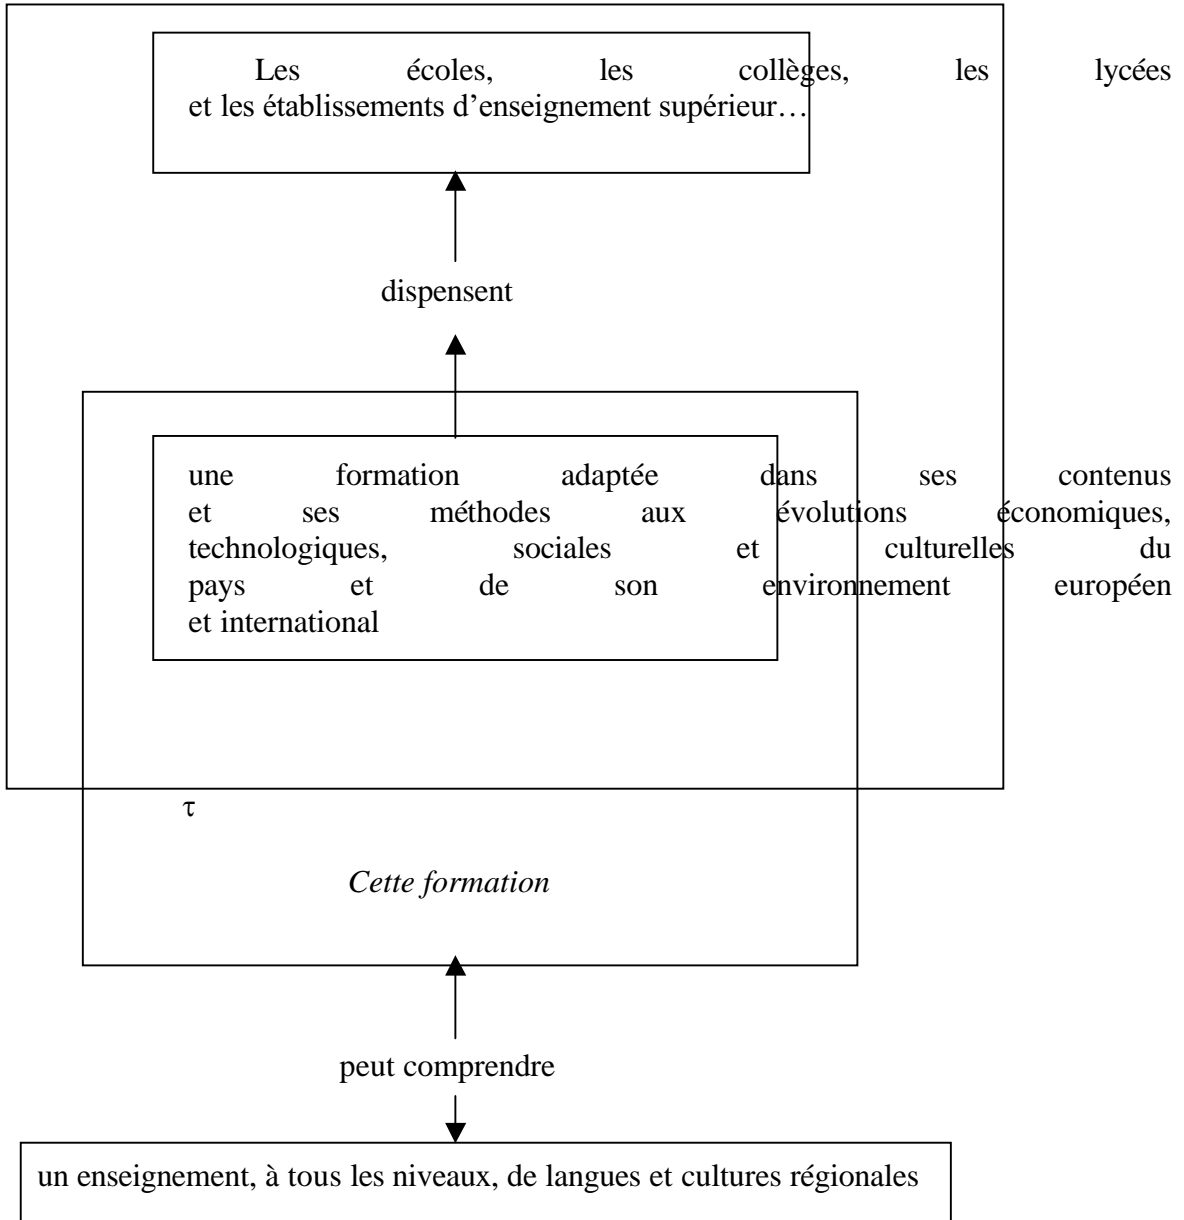 Les écoles, les collèges, les lycées
et les établissements d’enseignement supérieur…
dispensent
une formation adaptée dans ses contenus
et ses méthodes aux évolutions économiques,
technologiques, sociales et culturelles du
pays et de son environnement européen
et international
τ
Cette formation
peut comprendre
un enseignement, à tous les niveaux, de langues et cultures régionales